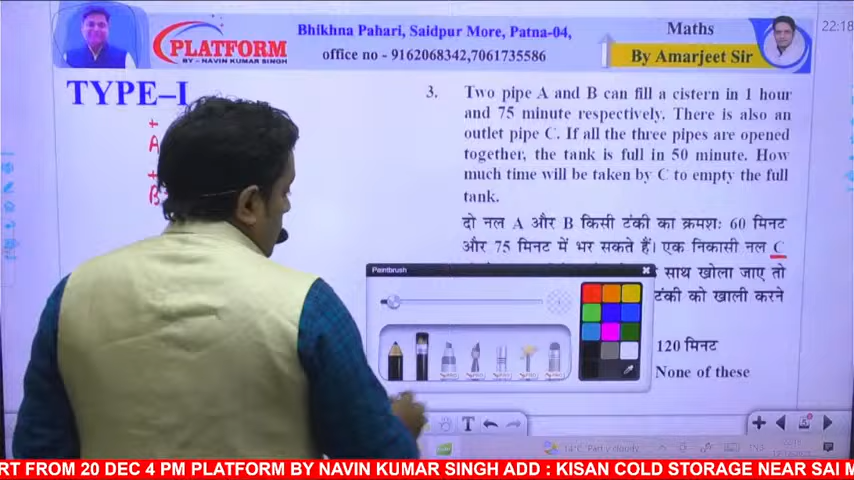 PLATFORM
BY - NAVIN KUMAR SINGH
Bhikhna Pahari, Saidpur More, Patna-04,
office no - 9162068342,7061735586
Maths
By Amarjeet Sir
22:18
TYPE–I
+
A
+
B
3. Two pipe A and B can fill a cistern in 1 hour
and 75 minute respectively. There is also an
outlet pipe C. If all the three pipes are opened
together, the tank is full in 50 minute. How
much time will be taken by C to empty the full
tank.
दो नल A और B किसी टंकी का क्रमशः 60 मिनट
और 75 मिनट में भर सकते हैं। एक निकासी नल C
साथ खोला जाए तो
टंकी को खाली करने
120 मिनट
None of these
Paintbrush
T
14°C Partly cloudy
RT FROM 20 DEC 4 PM PLATFORM BY NAVIN KUMAR SINGH ADD : KISAN COLD STORAGE NEAR SAI M